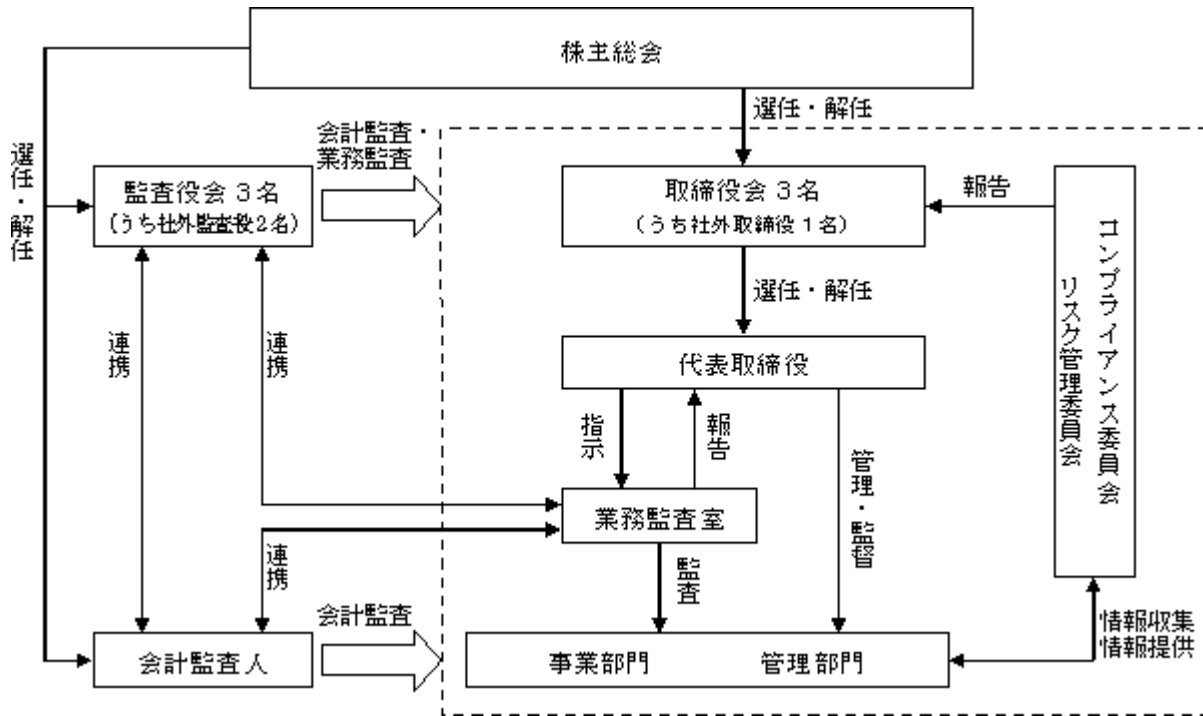 株主総会
選任・解任
会計監査・
業務監査
選任・解任
監査役会３名
（うち社外監査役２名）
取締役会３名
（うち社外取締役１名）
報告
コンプライアンス委員会
リスク管理委員会
選任・解任
連携
連携
代表取締役
指示
報告
管理・監督
業務監査室
連携
監査
会計監査
情報収集
情報提供
会計監査人
事業部門
管理部門